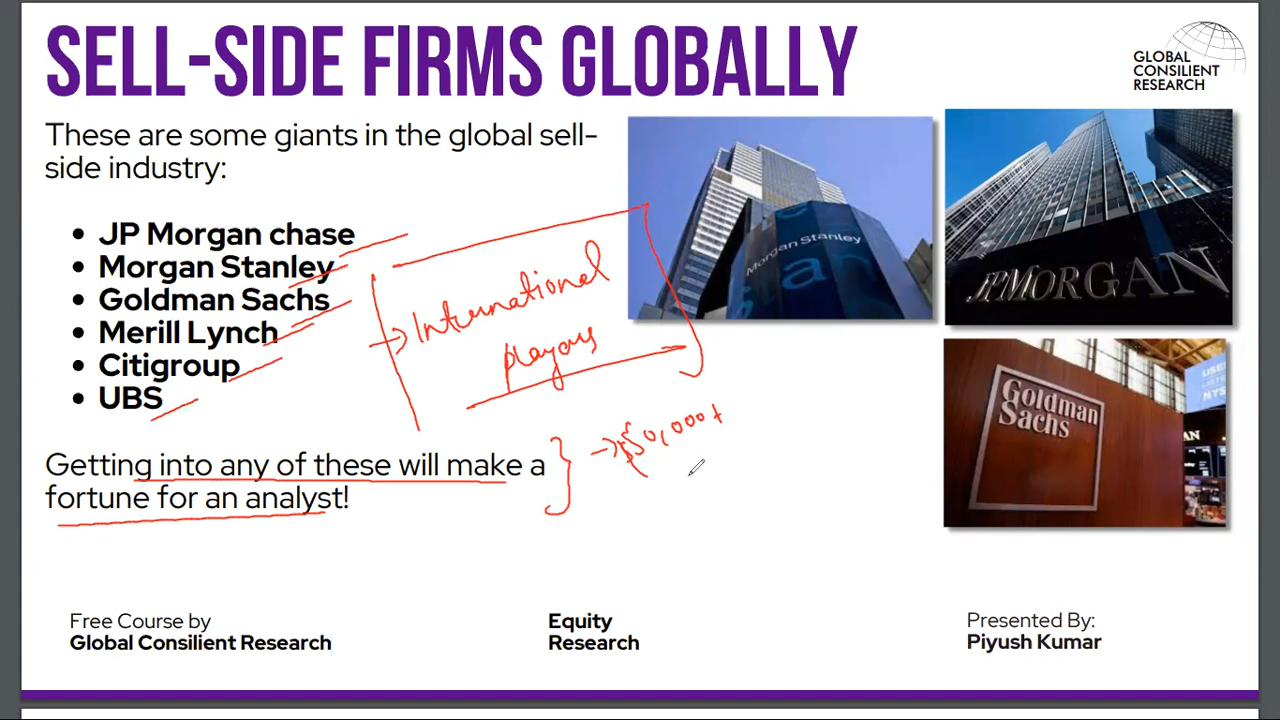 SELL-SIDE FIRMS GLOBALLY
GLOBAL
CONSILIENT
RESEARCH
These are some giants in the global sell-
side industry:
• JP Morgan chase
• Morgan Stanley
• Goldman Sachs
• Merill Lynch
• Citigroup
• UBS
→ International
players
Morgan Stanley
JPMORGAN
Goldman
Sachs
Getting into any of these will make a
fortune for an analyst!
50,000+
Free Course by
Global Consilient Research
Equity
Research
Presented By:
Piyush Kumar